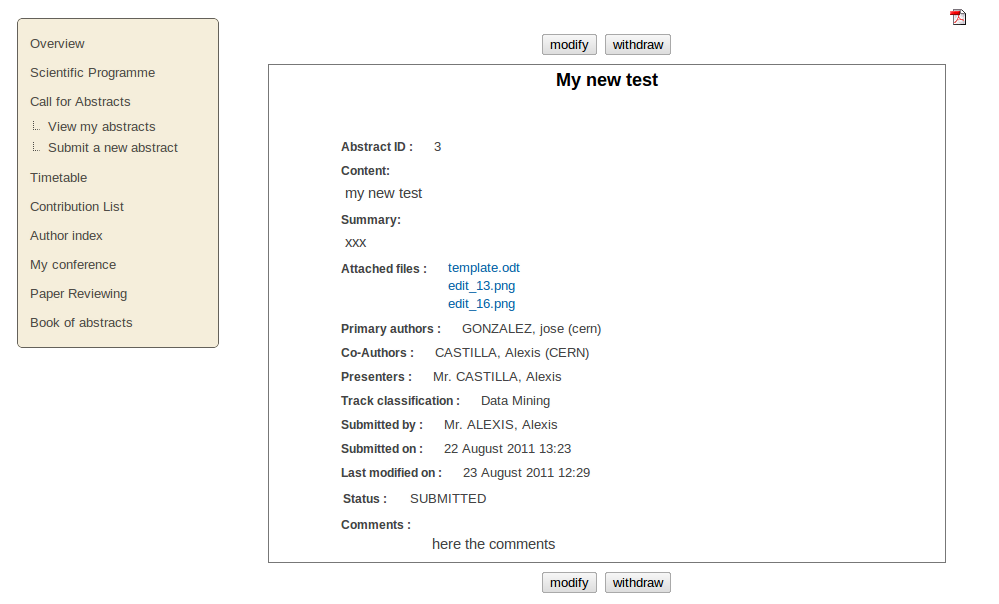 Overview
Scientific Programme
Call for Abstracts
View my abstracts
Submit a new abstract
Timetable
Contribution List
Author index
My conference
Paper Reviewing
Book of abstracts
modify withdraw
My new test
Abstract ID : 3
Content:
my new test
Summary:
xxx
Attached files : template.odt
edit_13.png
edit_16.png
Primary authors : GONZALEZ, jose (cern)
Co-Authors : CASTILLA, Alexis (CERN)
Presenters : Mr. CASTILLA, Alexis
Track classification : Data Mining
Submitted by : Mr. ALEXIS, Alexis
Submitted on : 22 August 2011 13:23
Last modified on : 23 August 2011 12:29
Status : SUBMITTED
Comments :
here the comments
modify withdraw